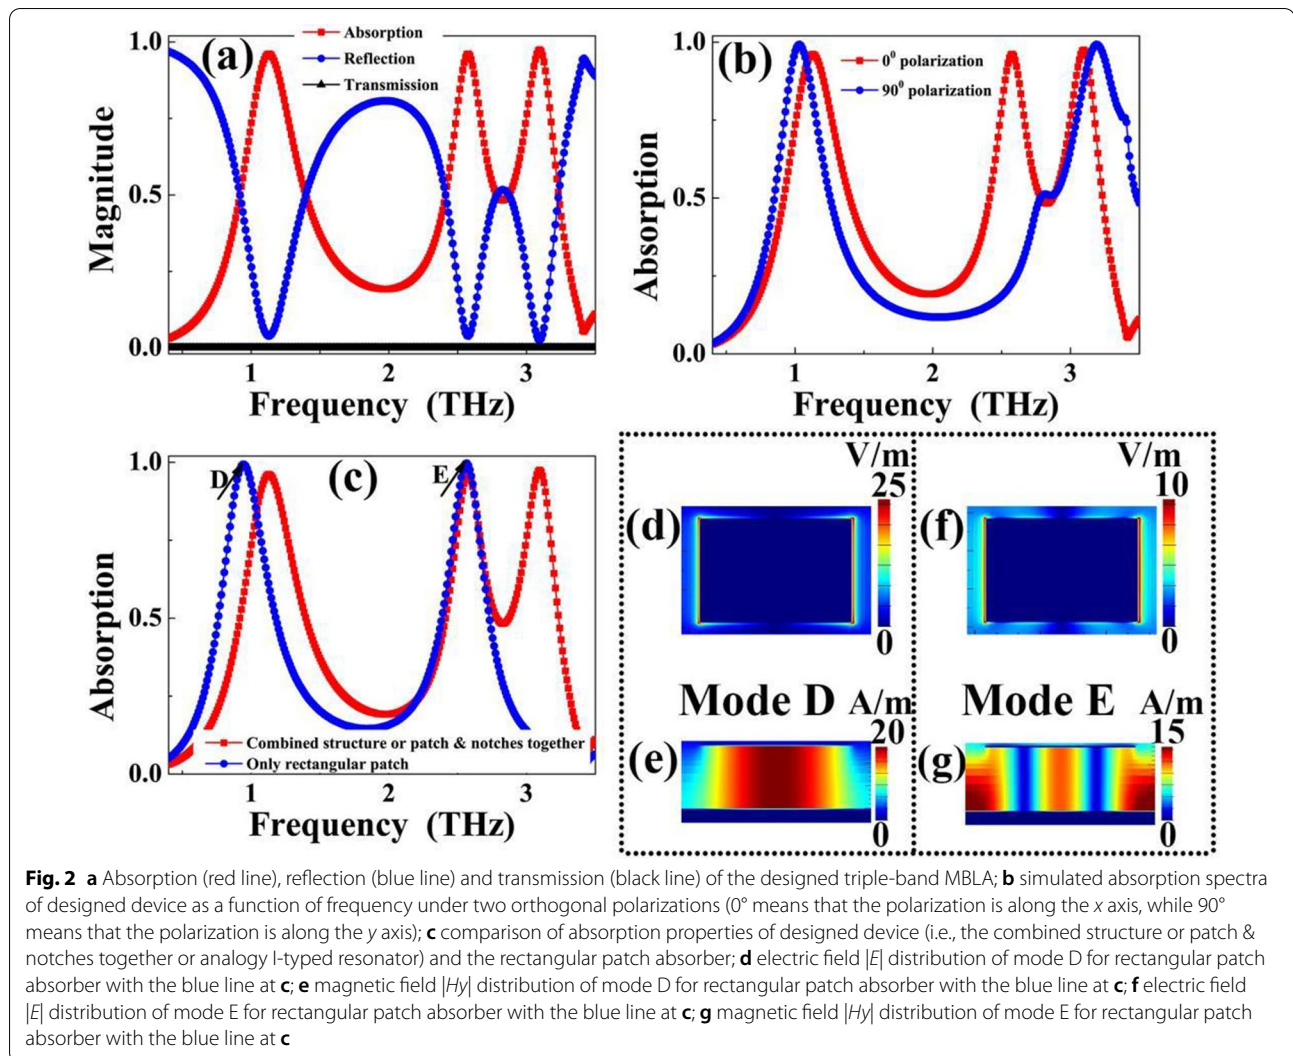 (a)
Absorption
Reflection
Transmission
1.0
0.5
0.0
Magnitude
1 2 3
Frequency (THz)
(b)
0⁰ polarization
90⁰ polarization
1.0
0.5
0.0
Absorption
1 2 3
Frequency (THz)
(c)
D
E
1.0
0.5
0.0
Absorption
Combined structure or patch & notches together
Only rectangular patch
1 2 3
Frequency (THz)
V/m
25
(d)
0
V/m
10
(f)
0
Mode D
A/m
20
(e)
0
Mode E
A/m
15
(g)
0
Fig. 2 a Absorption (red line), reflection (blue line) and transmission (black line) of the designed triple-band MBLA; b simulated absorption spectra
of designed device as a function of frequency under two orthogonal polarizations (0° means that the polarization is along the x axis, while 90°
means that the polarization is along the y axis); c comparison of absorption properties of designed device (i.e., the combined structure or patch &
notches together or analogy I-typed resonator) and the rectangular patch absorber; d electric field |E| distribution of mode D for rectangular patch
absorber with the blue line at c; e magnetic field |Hy| distribution of mode D for rectangular patch absorber with the blue line at c; f electric field
|E| distribution of mode E for rectangular patch absorber with the blue line at c; g magnetic field |Hy| distribution of mode E for rectangular patch
absorber with the blue line at c